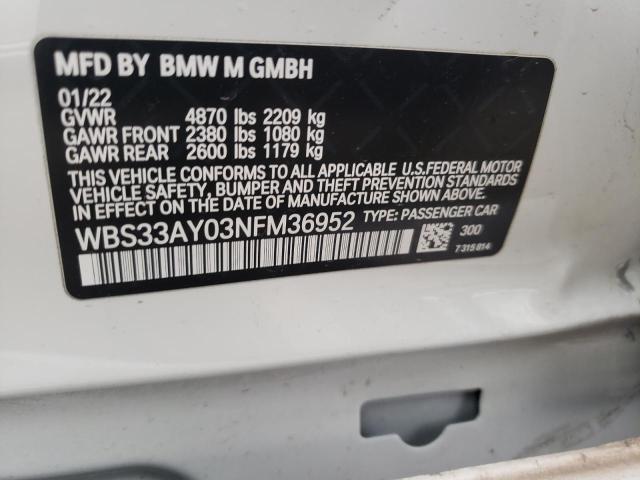 MFD BY BMW M GMBH
01/22
GVWR 4870 lbs 2209 kg
GAWR FRONT 2380 lbs 1080 kg
GAWR REAR 2600 lbs 1179 kg
THIS VEHICLE CONFORMS TO ALL APPLICABLE U.S.FEDERAL MOTOR
VEHICLE SAFETY, BUMPER AND THEFT PREVENTION STANDARDS
IN EFFECT ON THE DATE OF MANUFACTURE SHOWN ABOVE.
WBS33AY03NFM36952 TYPE: PASSENGER CAR
300
7 315 814